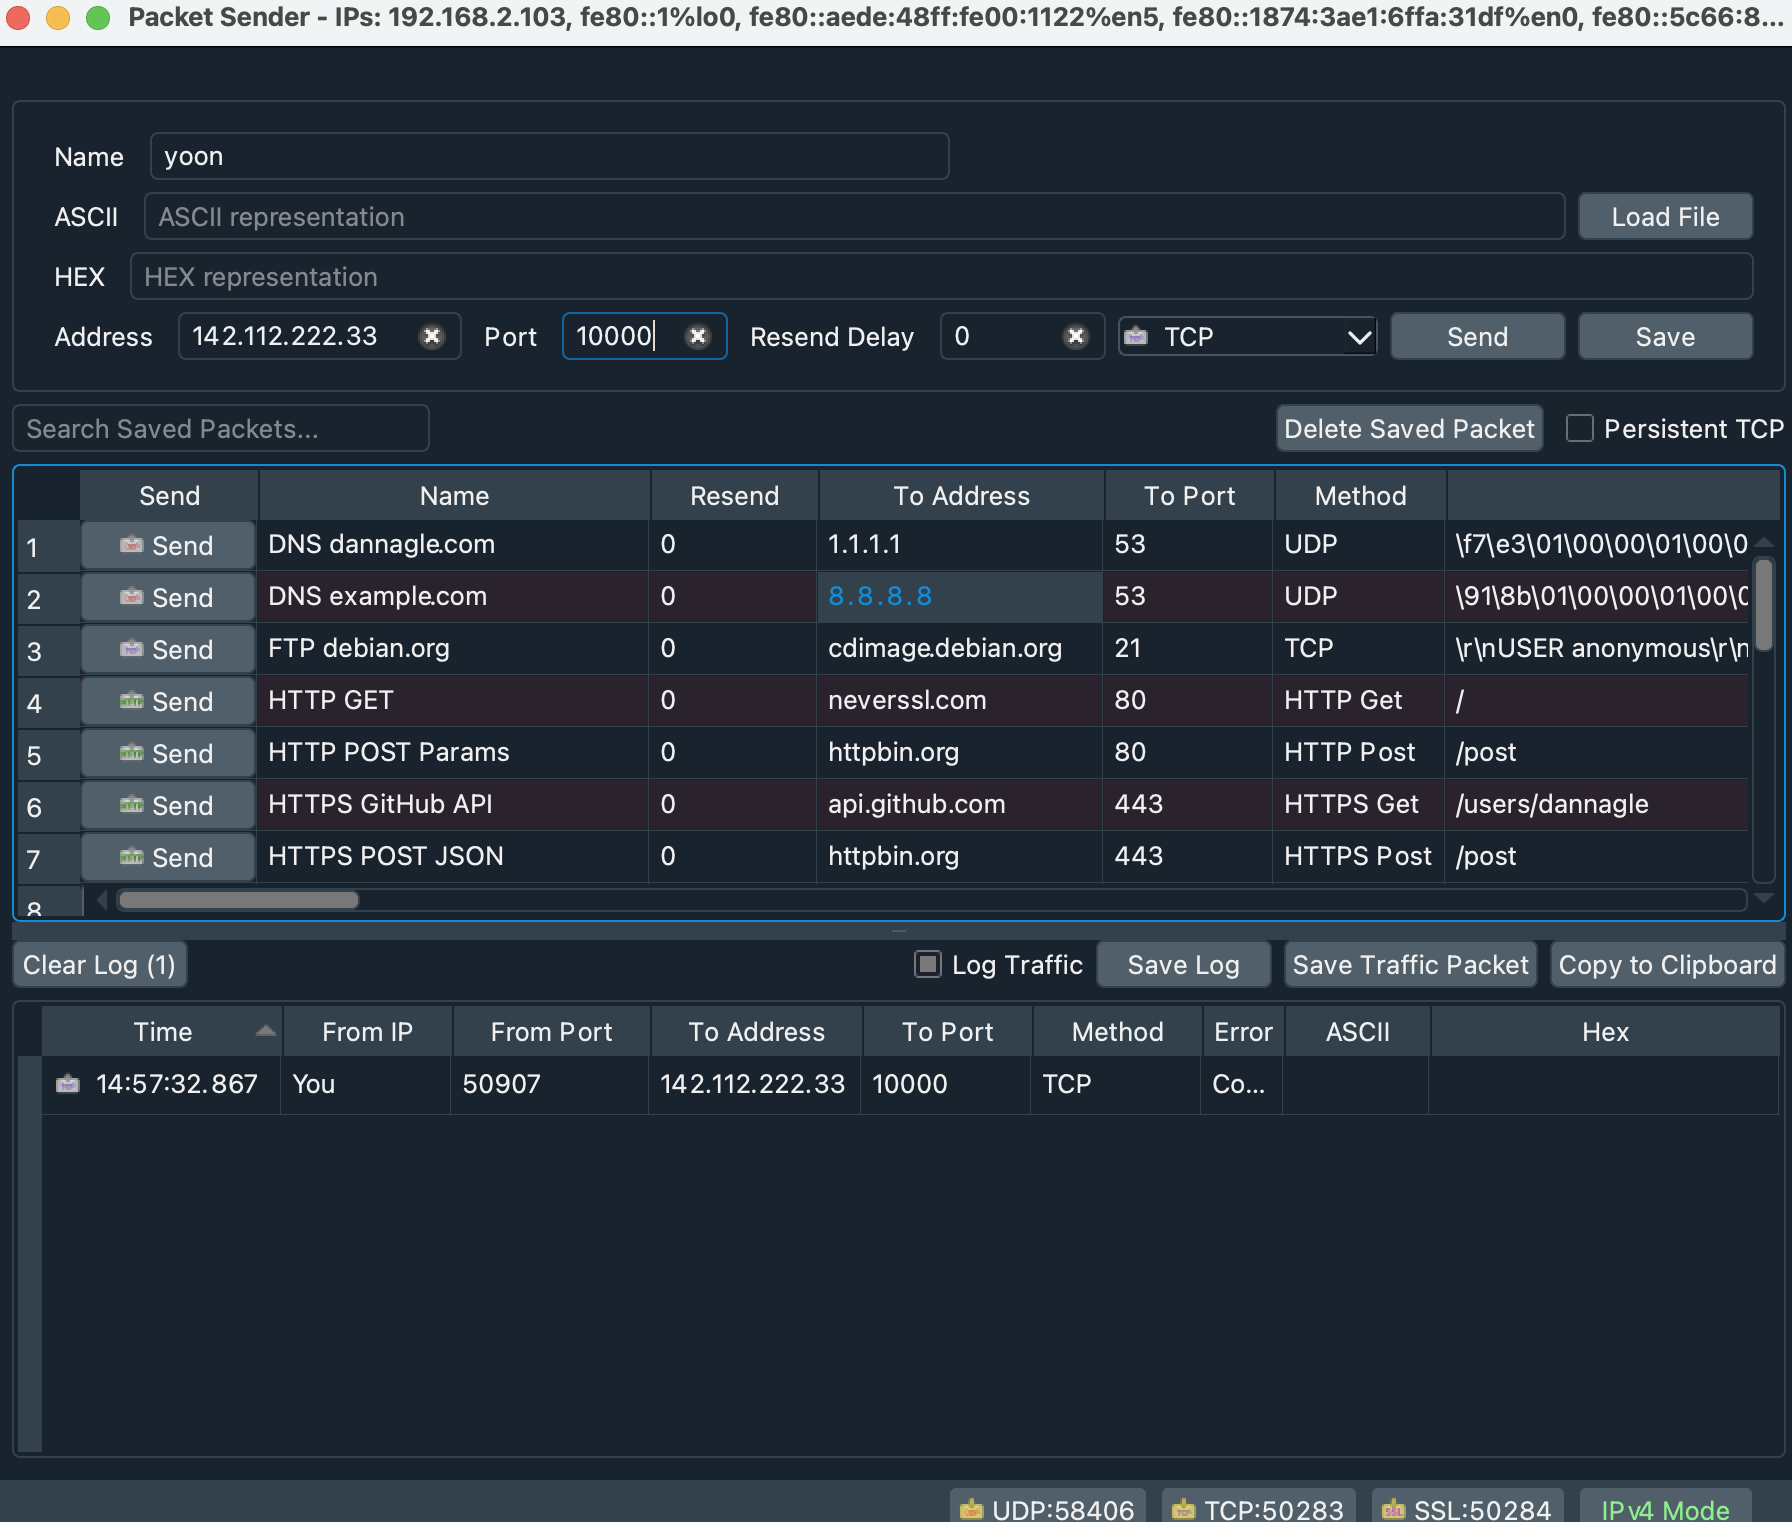 Packet Sender - IPs: 192.168.2.103, fe80::1%lo0, fe80::aede:48ff:fe00:1122%en5, fe80::1874:3ae1:6ffa:31df%en0, fe80::5c66:8...
Name yoon
ASCII ASCII representation Load File
HEX HEX representation
Address 142.112.222.33 Port 10000 Resend Delay 0 TCP Send Save
Search Saved Packets... Delete Saved Packet Persistent TCP
Send Name Resend To Address To Port Method
1 Send DNS dannagle.com 0 1.1.1.1 53 UDP \f7\e3\01\00\00\01\00\0
2 Send DNS example.com 0 8.8.8.8 53 UDP \91\8b\01\00\00\01\00\0
3 Send FTP debian.org 0 cdimage.debian.org 21 TCP \r\nUSER anonymous\r\n
4 Send HTTP GET 0 neverssl.com 80 HTTP Get /
5 Send HTTP POST Params 0 httpbin.org 80 HTTP Post /post
6 Send HTTPS GitHub API 0 api.github.com 443 HTTPS Get /users/dannagle
7 Send HTTPS POST JSON 0 httpbin.org 443 HTTPS Post /post
8
Clear Log (1) Log Traffic Save Log Save Traffic Packet Copy to Clipboard
Time From IP From Port To Address To Port Method Error ASCII Hex
14:57:32.867 You 50907 142.112.222.33 10000 TCP Co...
UDP:58406 TCP:50283 SSL:50284 IPv4 Mode